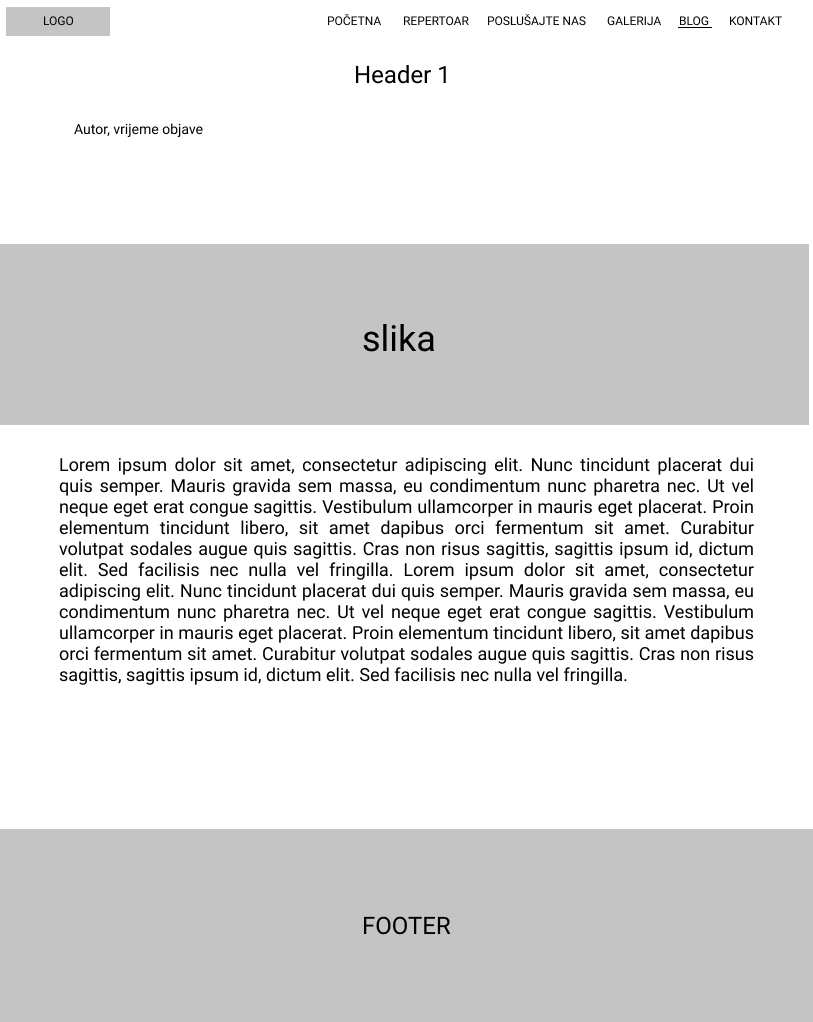 LOGO POČETNA REPERTOAR POSLUŠAJTE NAS GALERIJA BLOG KONTAKT
Header 1
Autor, vrijeme objave
slika
Lorem ipsum dolor sit amet, consectetur adipiscing elit. Nunc tincidunt placerat dui
quis semper. Mauris gravida sem massa, eu condimentum nunc pharetra nec. Ut vel
neque eget erat congue sagittis. Vestibulum ullamcorper in mauris eget placerat. Proin
elementum tincidunt libero, sit amet dapibus orci fermentum sit amet. Curabitur
volutpat sodales augue quis sagittis. Cras non risus sagittis, sagittis ipsum id, dictum
elit. Sed facilisis nec nulla vel fringilla. Lorem ipsum dolor sit amet, consectetur
adipiscing elit. Nunc tincidunt placerat dui quis semper. Mauris gravida sem massa, eu
condimentum nunc pharetra nec. Ut vel neque eget erat congue sagittis. Vestibulum
ullamcorper in mauris eget placerat. Proin elementum tincidunt libero, sit amet dapibus
orci fermentum sit amet. Curabitur volutpat sodales augue quis sagittis. Cras non risus
sagittis, sagittis ipsum id, dictum elit. Sed facilisis nec nulla vel fringilla.
FOOTER